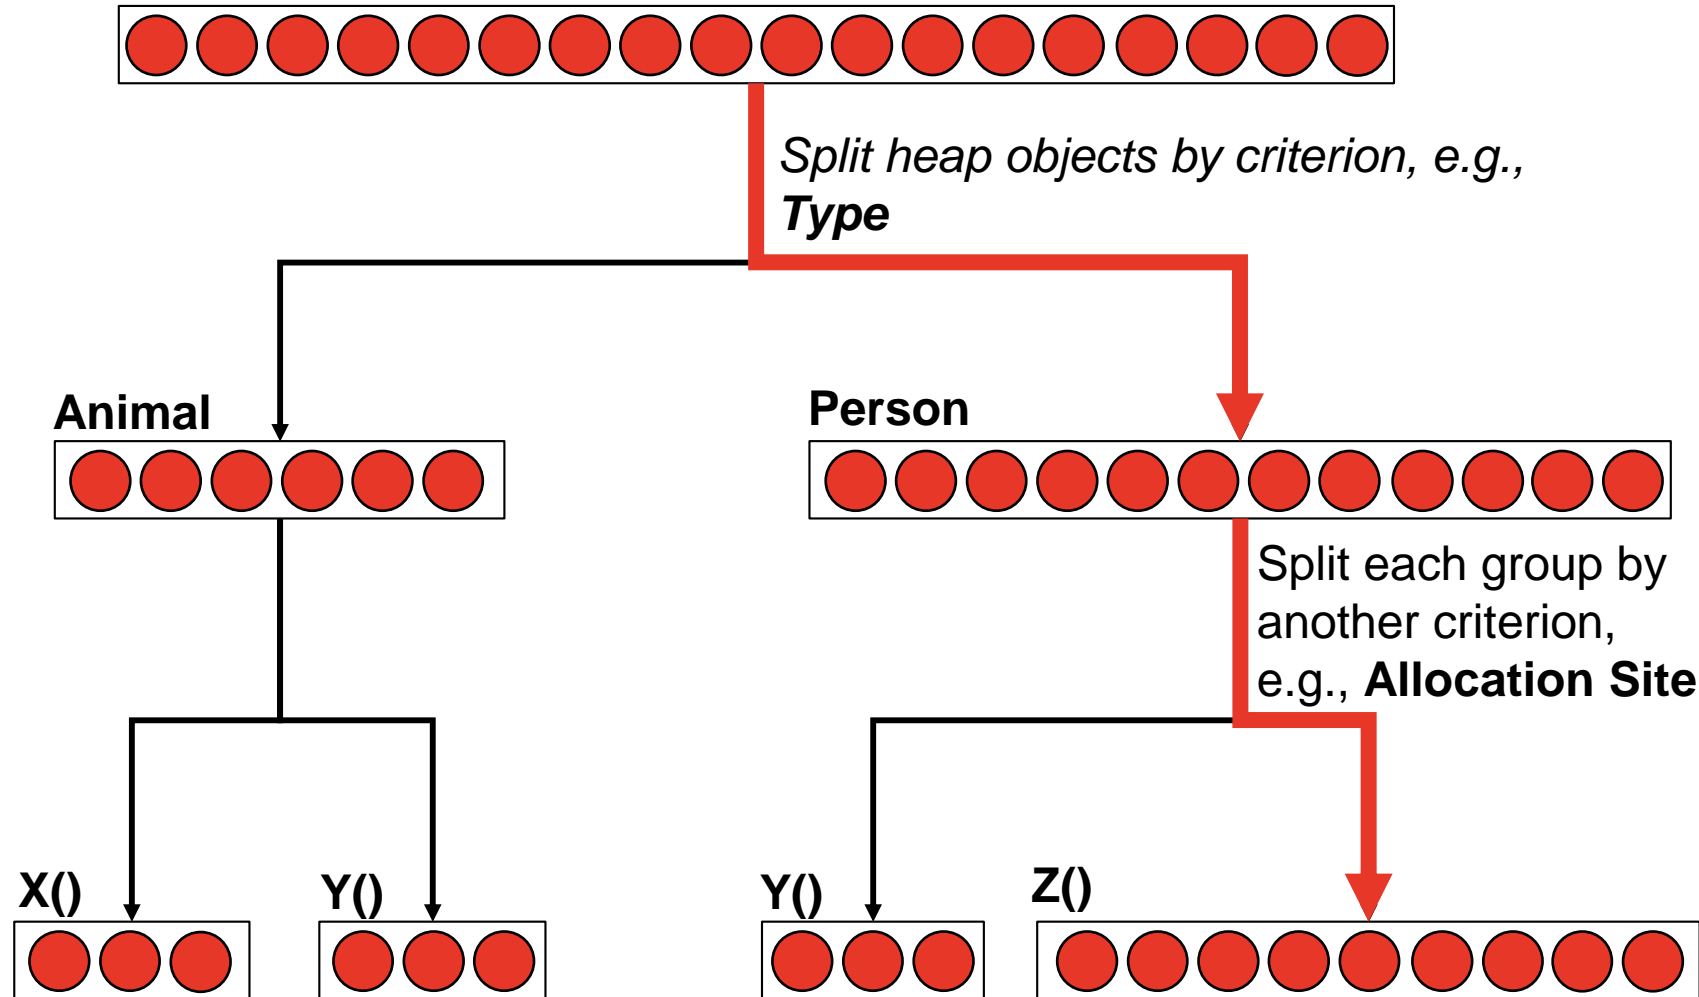 Split heap objects by criterion, e.g.,
Type
Animal
Person
Split each group by
another criterion,
e.g., Allocation Site
X()
Y()
Y()
Z()